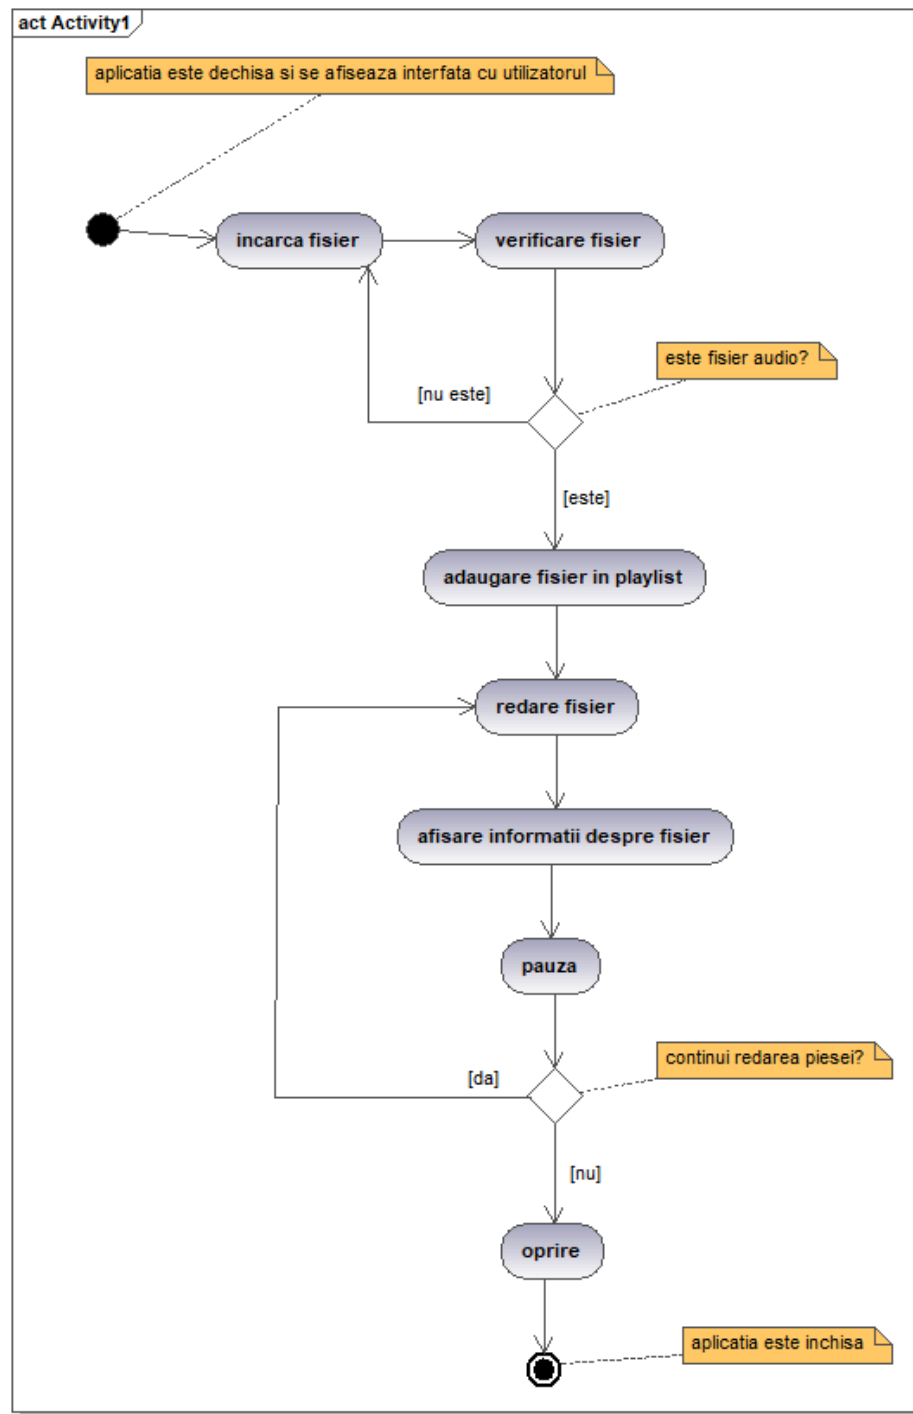 act Activity1
aplicatia este dechisa si se afiseaza interfata cu utilizatorul
incarca fisier
verificare fisier
este fisier audio?
[nu este]
[este]
adaugare fisier in playlist
redare fisier
afisare informatii despre fisier
pauza
continui redarea piesei?
[da]
[nu]
oprire
aplicatia este inchisa